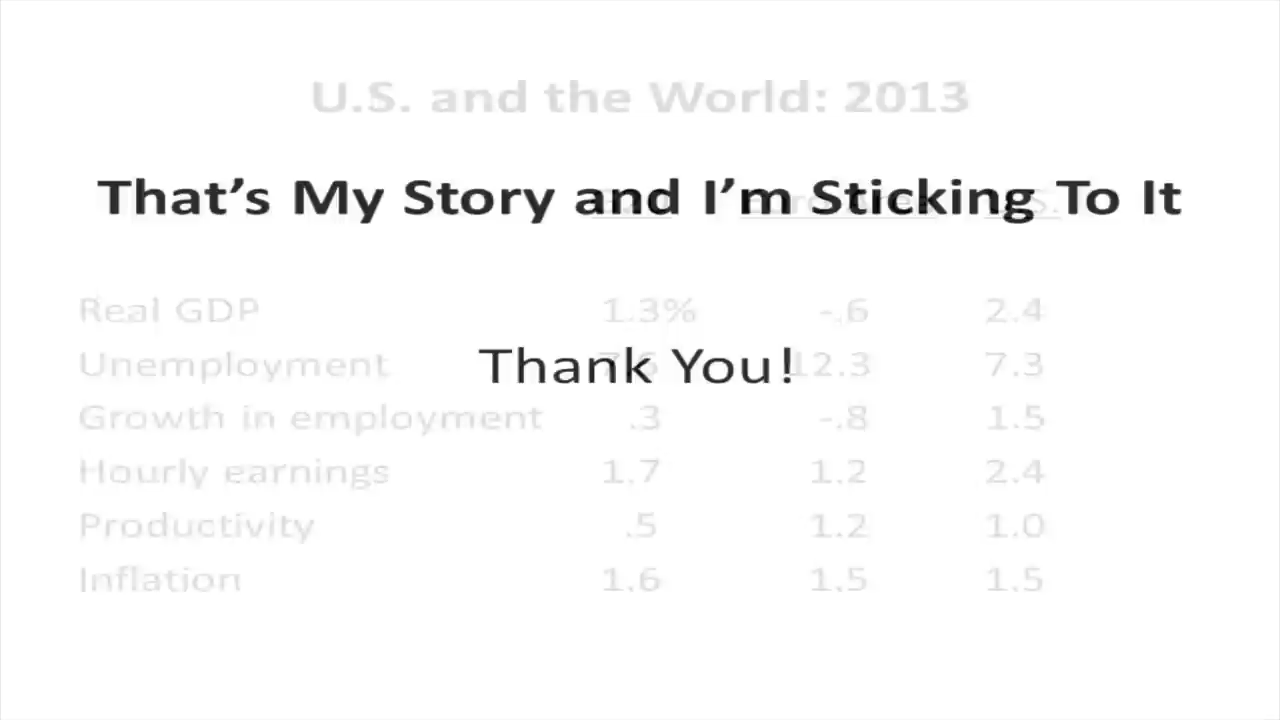 U.S. and the World: 2013
That’s My Story and I’m Sticking To It
Real GDP 1.3% -.6 2.4
Thank You!
Unemployment 12.3 7.3
Growth in employment .3 -.8 1.5
Hourly earnings 1.7 1.2 2.4
Productivity .5 1.2 1.0
Inflation 1.6 1.5 1.5